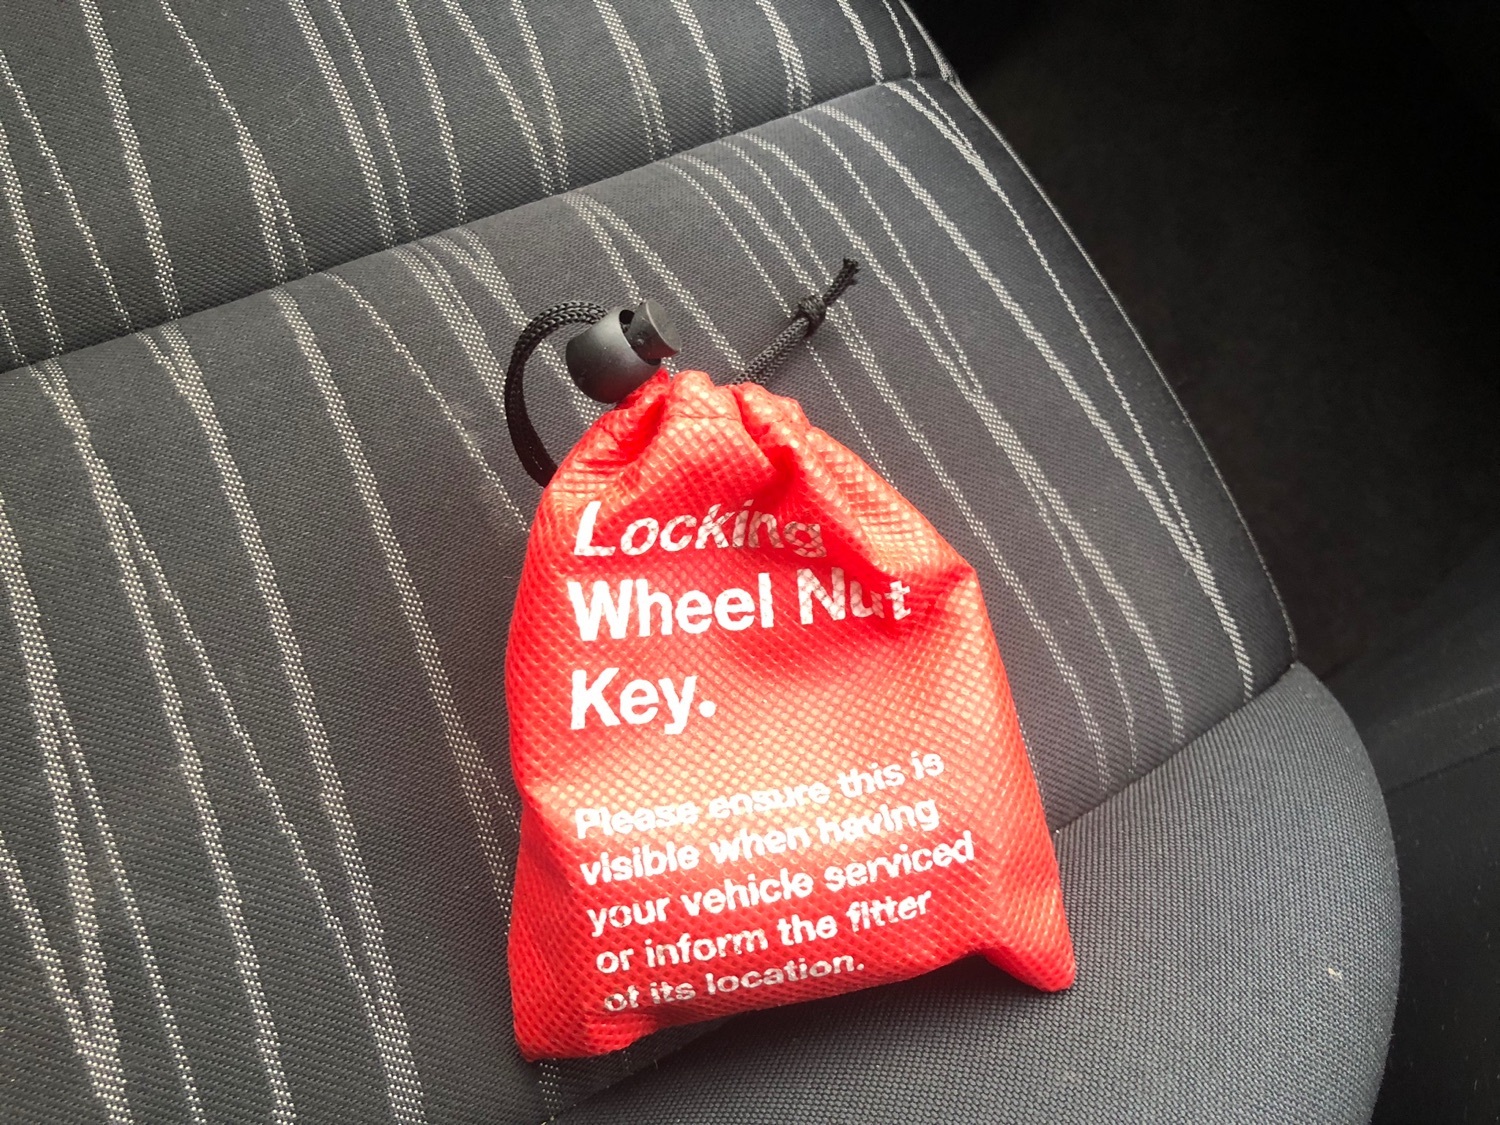 Locking
Wheel Nut
Key.
Please ensure this is
visible when having
your vehicle serviced
or inform the fitter
of its location.